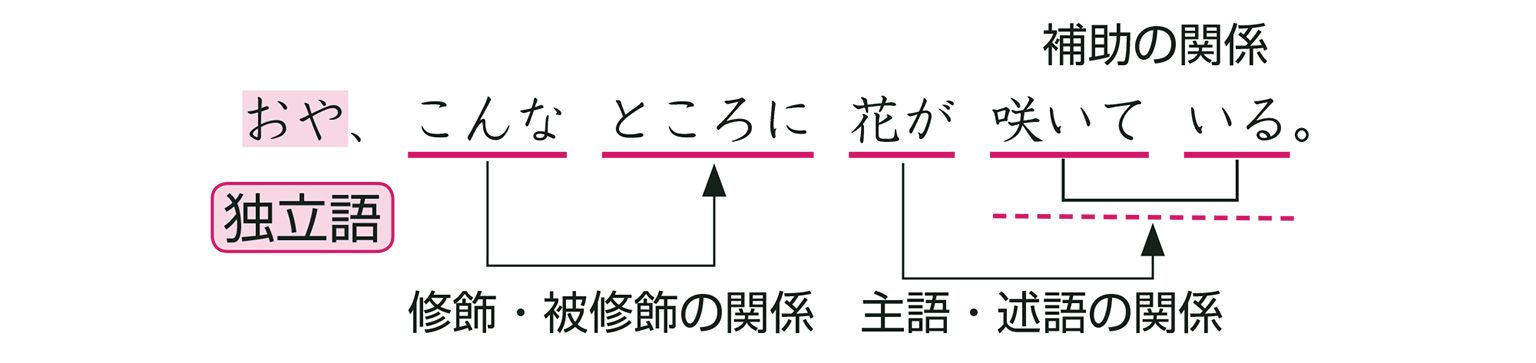 補助の関係
おや、 こんな ところに 花が 咲いて いる。
独立語
修飾・被修飾の関係 主語・述語の関係